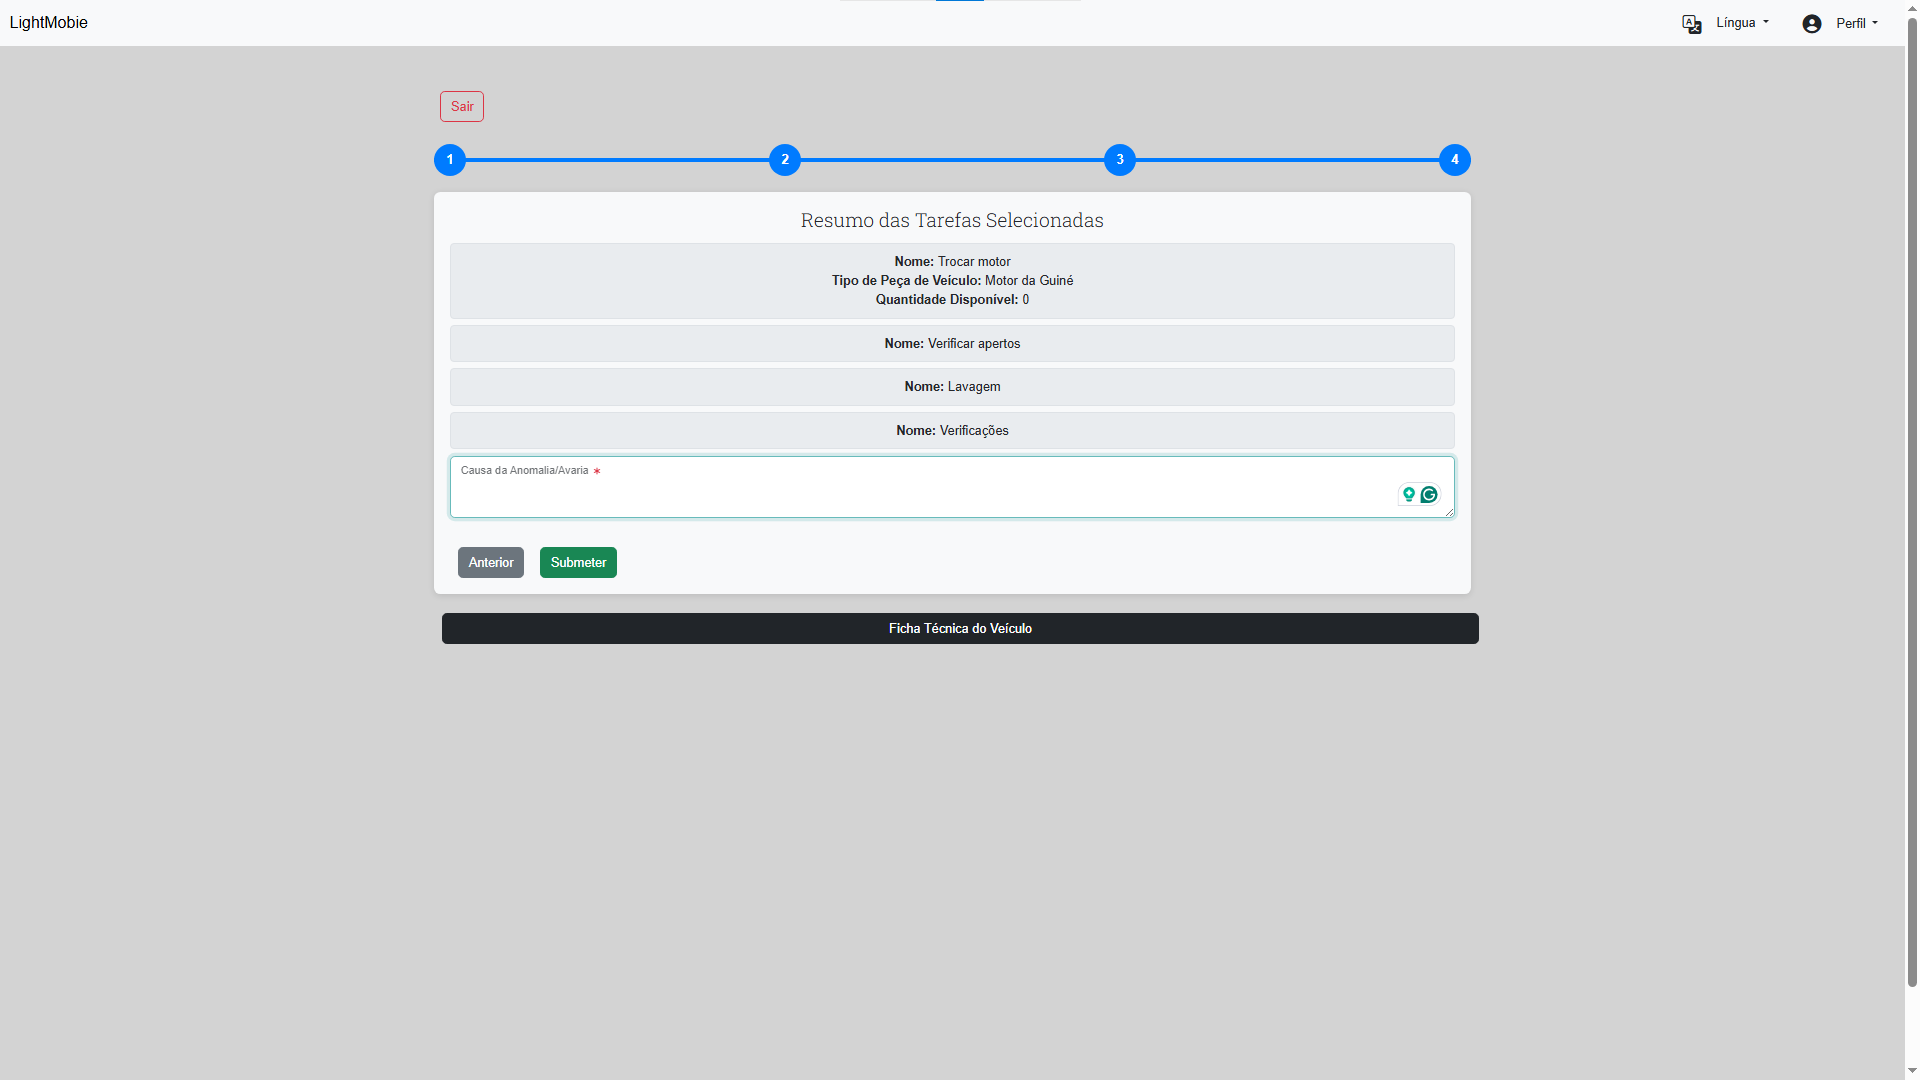 LightMobie
Língua
Perfil
Sair
1
2
3
4
Resumo das Tarefas Selecionadas
Nome: Trocar motor
Tipo de Peça de Veículo: Motor da Guiné
Quantidade Disponível: 0
Nome: Verificar apertos
Nome: Lavagem
Nome: Verificações
Causa da Anomalia/Avaria *
Anterior
Submeter
Ficha Técnica do Veículo